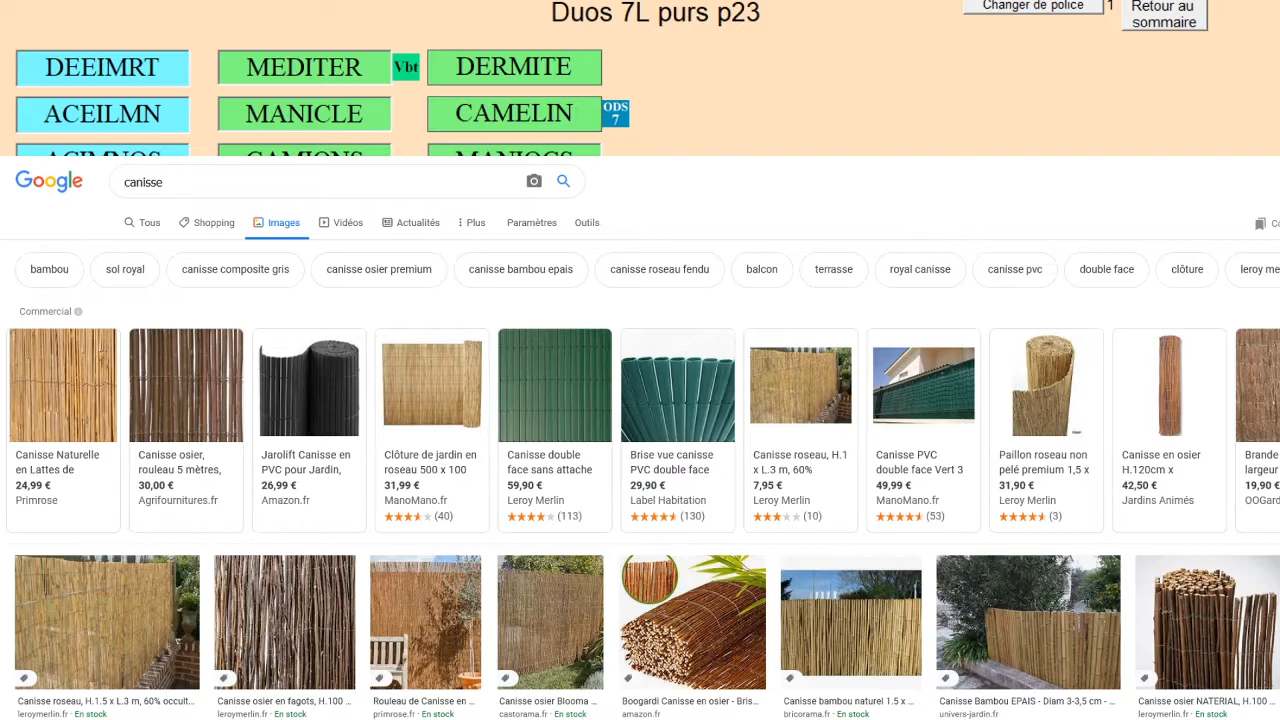 Duos 7L purs p23
Changer de police
1
Retour au
sommaire
DEEIMRT
MEDITER
Vbt
DERMITE
ACEILMN
MANICLE
CAMELIN
ODS
7
ACIMNOS
CAMIONS
MANIOCS
Google
canisse
Tous
Shopping
Images
Vidéos
Actualités
Plus
Paramètres
Outils
bambou
sol royal
canisse composite gris
canisse osier premium
canisse bambou epais
canisse roseau fendu
balcon
terrasse
royal canisse
canisse pvc
double face
clôture
leroy me
Commercial
Canisse Naturelle
en Lattes de
24,99 €
Primrose
Canisse osier,
rouleau 5 mètres,
30,00 €
Agrifournitures.fr
Jarolift Canisse en
PVC pour Jardin,
26,99 €
Amazon.fr
Clôture de jardin en
roseau 500 x 100
31,99 €
ManoMano.fr
(40)
Canisse double
face sans attache
59,90 €
Leroy Merlin
(113)
Brise vue canisse
PVC double face
29,90 €
Label Habitation
(130)
Canisse roseau, H.1
x L.3 m, 60%
7,95 €
Leroy Merlin
(10)
Canisse PVC
double face Vert 3
49,99 €
ManoMano.fr
(53)
Paillon roseau non
pelé premium 1,5 x
31,90 €
Leroy Merlin
(3)
Canisse en osier
H.120cm x
42,50 €
Jardins Animés
Brande
largeur
19,90 €
OOGard
Canisse roseau, H.1.5 x L.3 m, 60% occult...
leroymerlin.fr · En stock
Canisse osier en fagots, H.100 ...
leroymerlin.fr · En stock
Rouleau de Canisse en ...
primrose.fr · En stock
Canisse osier Blooma ...
castorama.fr · En stock
Boogardi Canisse en osier - Bris...
amazon.fr
Canisse bambou naturel 1.5 x ...
bricorama.fr · En stock
Canisse Bambou EPAIS - Diam 3-3,5 cm - ...
univers-jardin.fr
Canisse osier NATERIAL, H.100 ...
leroymerlin.fr · En stock